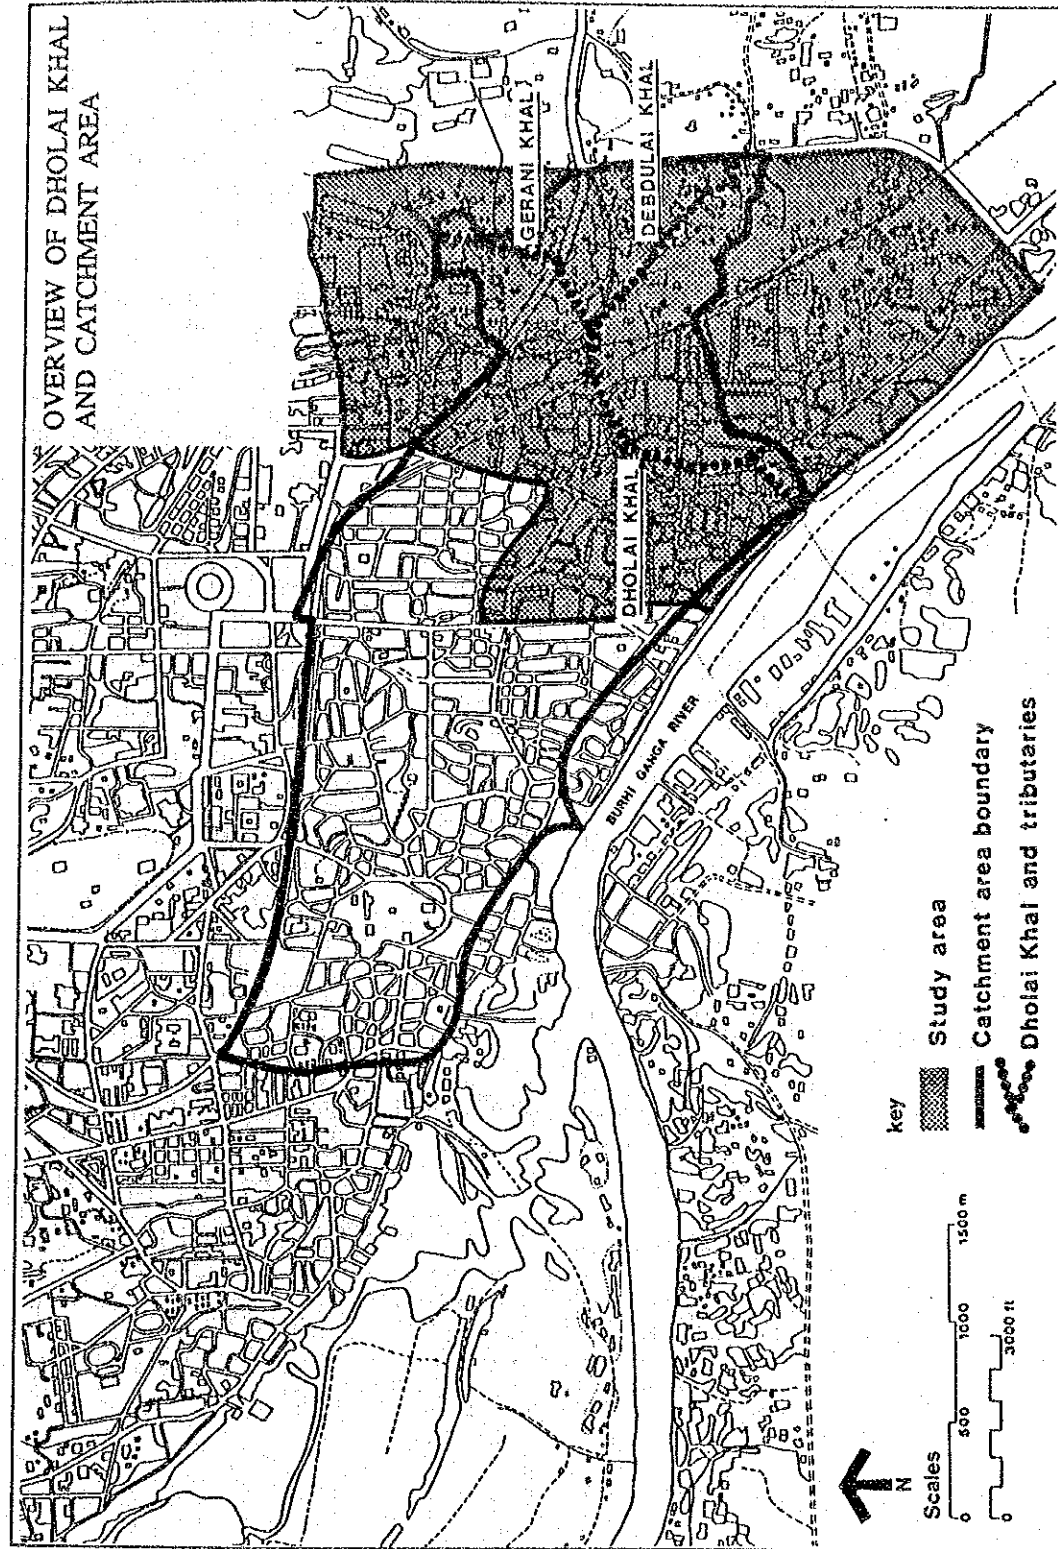 OVERVIEW OF DHOLAI KHAL
AND CATCHMENT AREA
GERANI KHAL
DEBDULAI KHAL
DHOLAI KHAL
BURHI GANGA RIVER
key
Study area
Catchment area boundary
Dholai Khal and tributaries
N
Scales
0 500 1000 1500 m
0 3000 ft